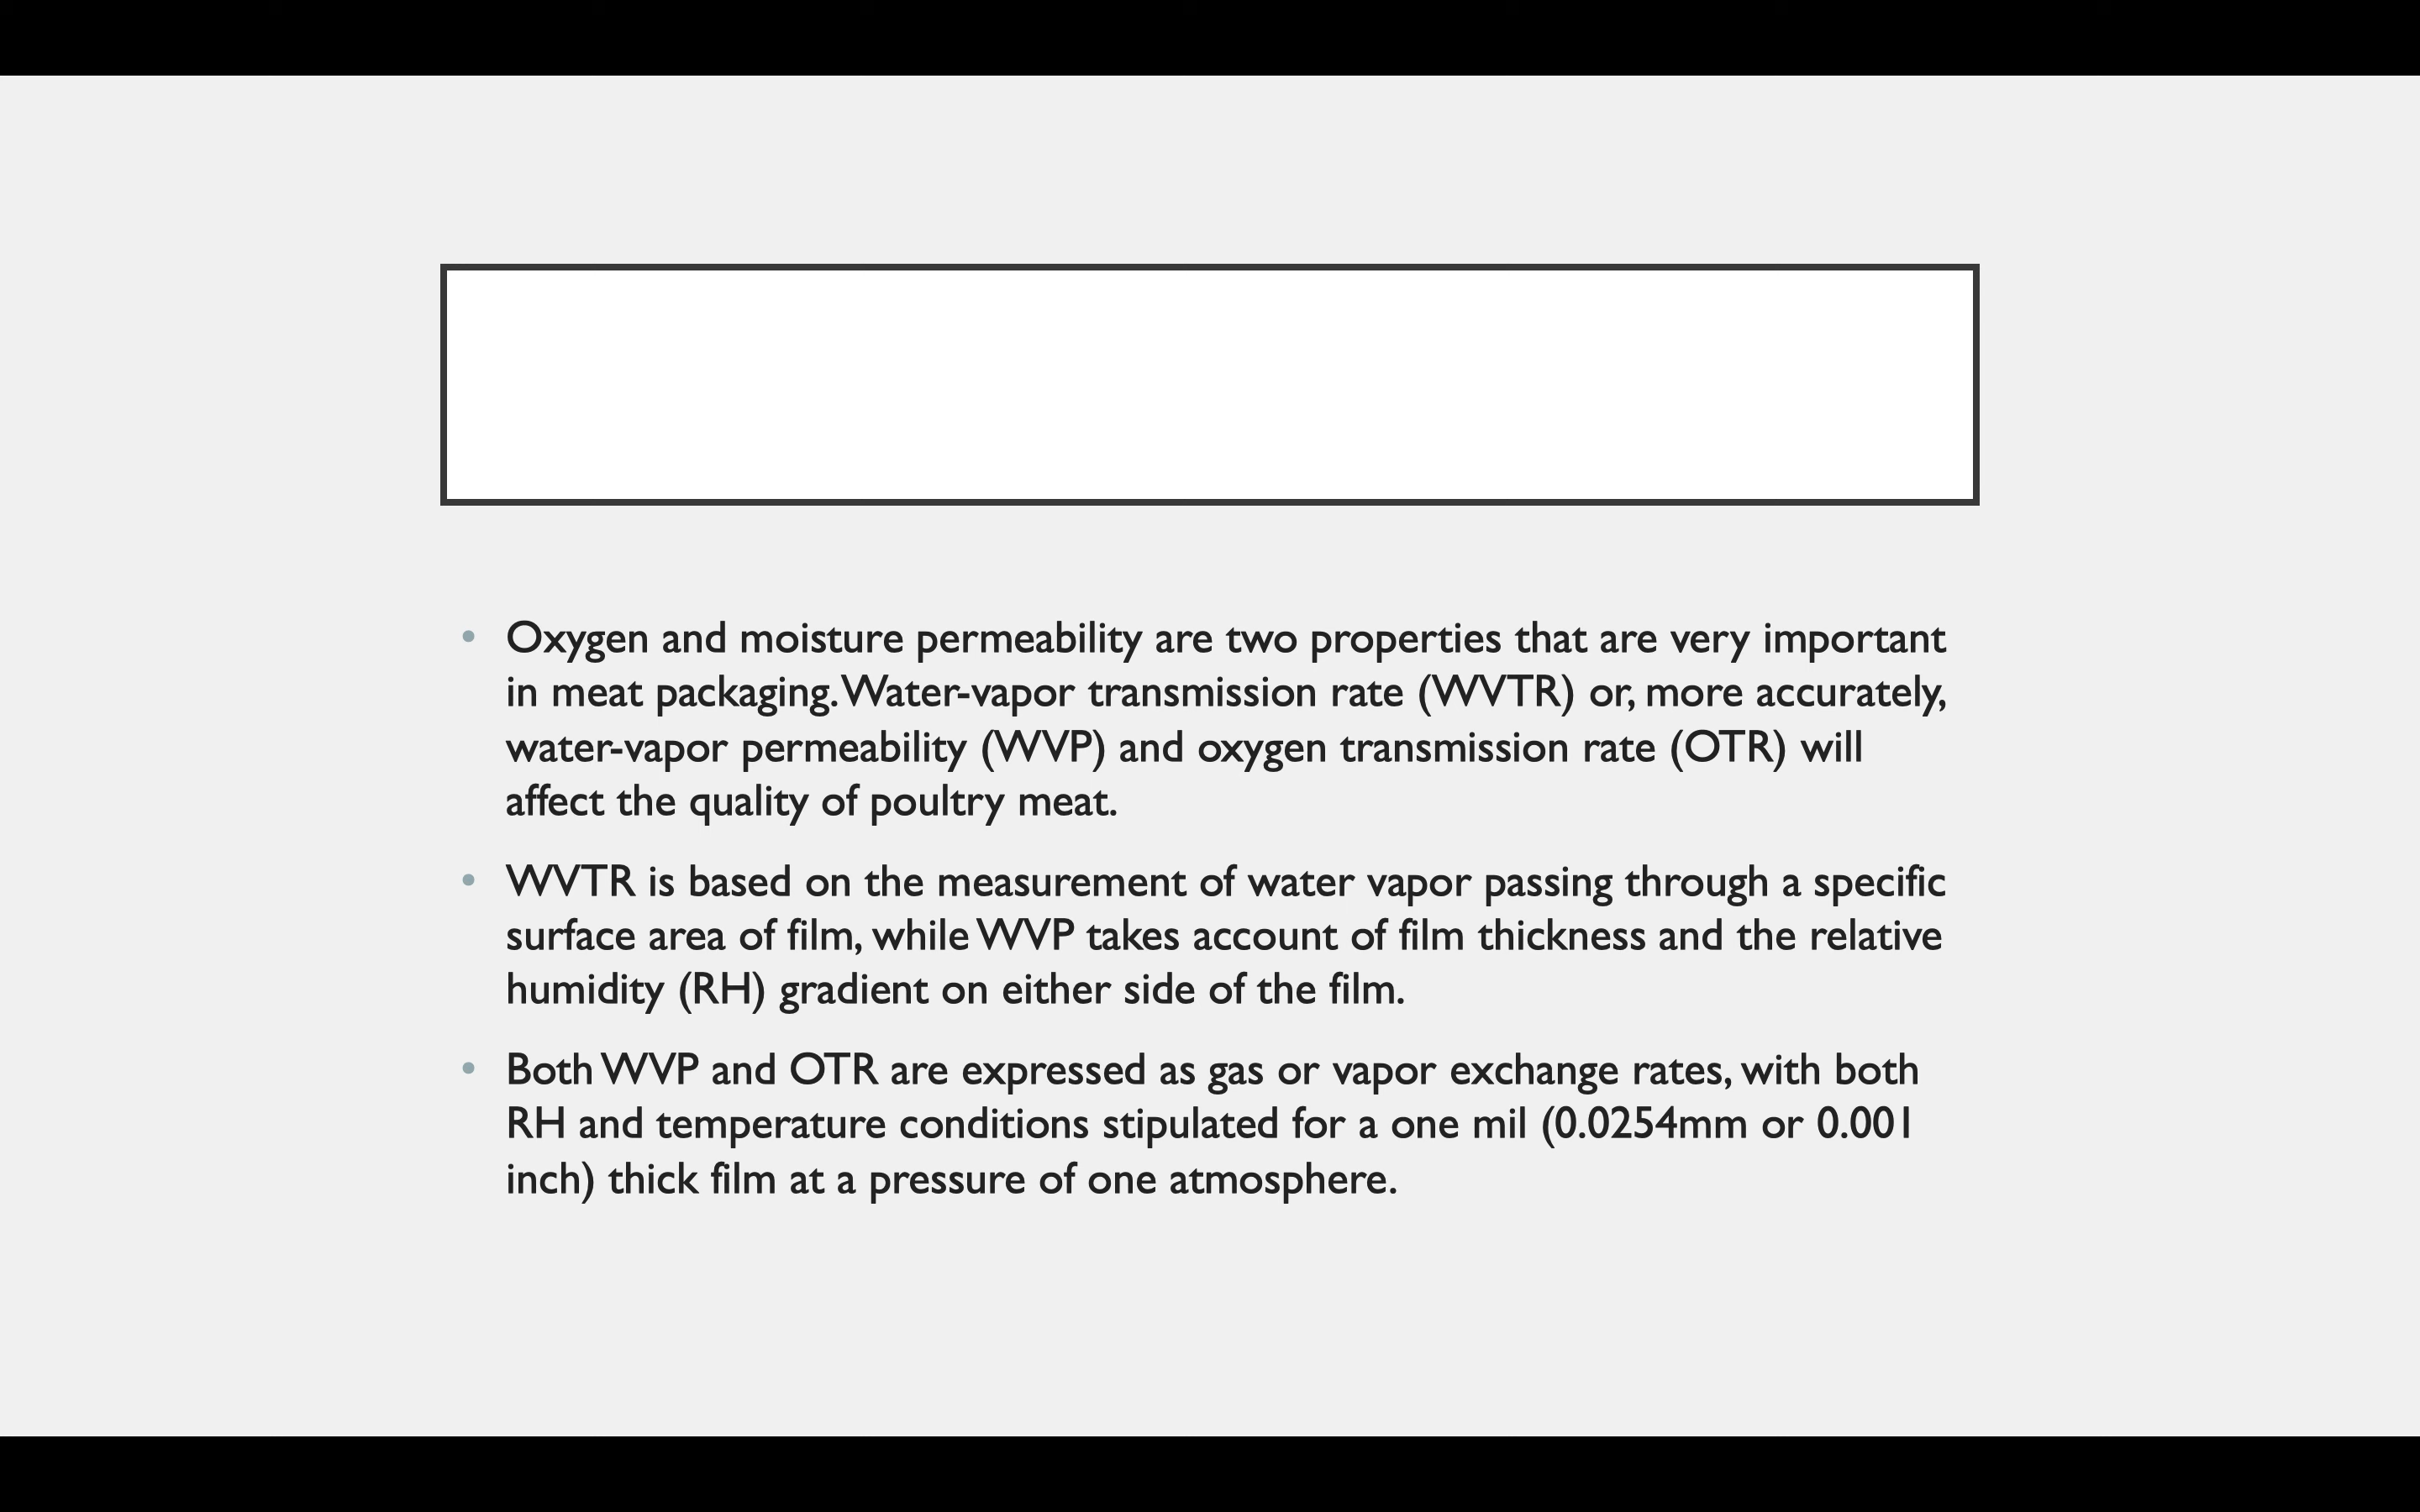 • Oxygen and moisture permeability are two properties that are very important
in meat packaging. Water-vapor transmission rate (WVTR) or, more accurately,
water-vapor permeability (WVP) and oxygen transmission rate (OTR) will
affect the quality of poultry meat.
• WVTR is based on the measurement of water vapor passing through a specific
surface area of film, while WVP takes account of film thickness and the relative
humidity (RH) gradient on either side of the film.
• Both WVP and OTR are expressed as gas or vapor exchange rates, with both
RH and temperature conditions stipulated for a one mil (0.0254mm or 0.001
inch) thick film at a pressure of one atmosphere.